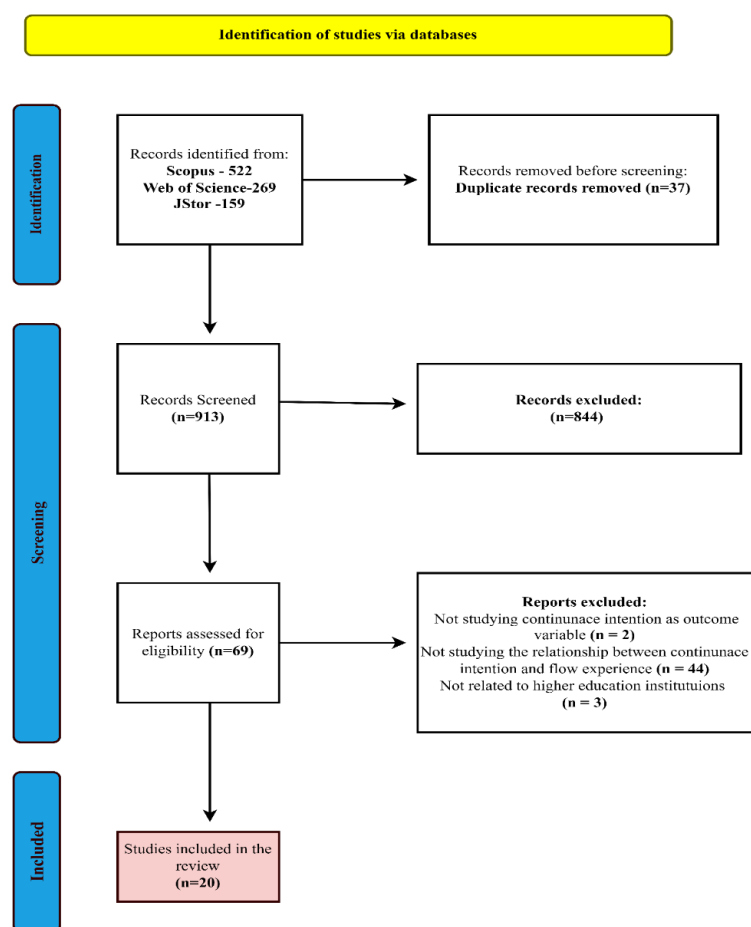 Identification of studies via databases
Identification
Records identified from:
Scopus - 522
Web of Science-269
JStor -159
Records removed before screening:
Duplicate records removed (n=37)
Screening
Records Screened
(n=913)
Records excluded:
(n=844)
Reports assessed for
eligibility (n=69)
Reports excluded:
Not studying continunace intention as outcome
variable (n = 2)
Not studying the relationship between continunace
intention and flow experience (n = 44)
Not related to higher education institutuions
(n = 3)
Included
Studies included in the
review
(n=20)